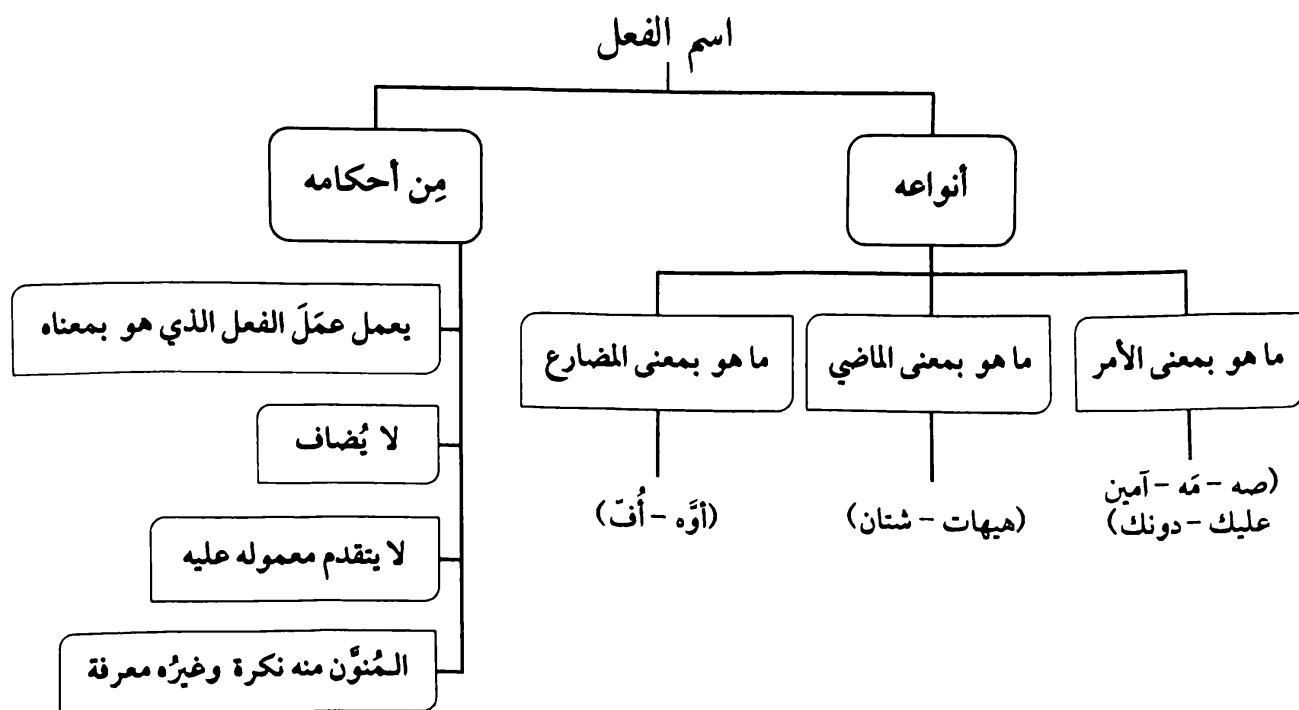 اسم الفعل
أنواعه
ما هو بمعنى الأمر
(صه - مَه - آمين
عليك - دونك)
ما هو بمعنى الماضي
(هيهات - شتان)
ما هو بمعنى المضارع
(أوَّه - أُفّ)
مِن أحكامه
يعمل عمَلَ الفعل الذي هو بمعناه
لا يُضاف
لا يتقدم معموله عليه
المُنوَّن منه نكرة وغيرُه معرفة